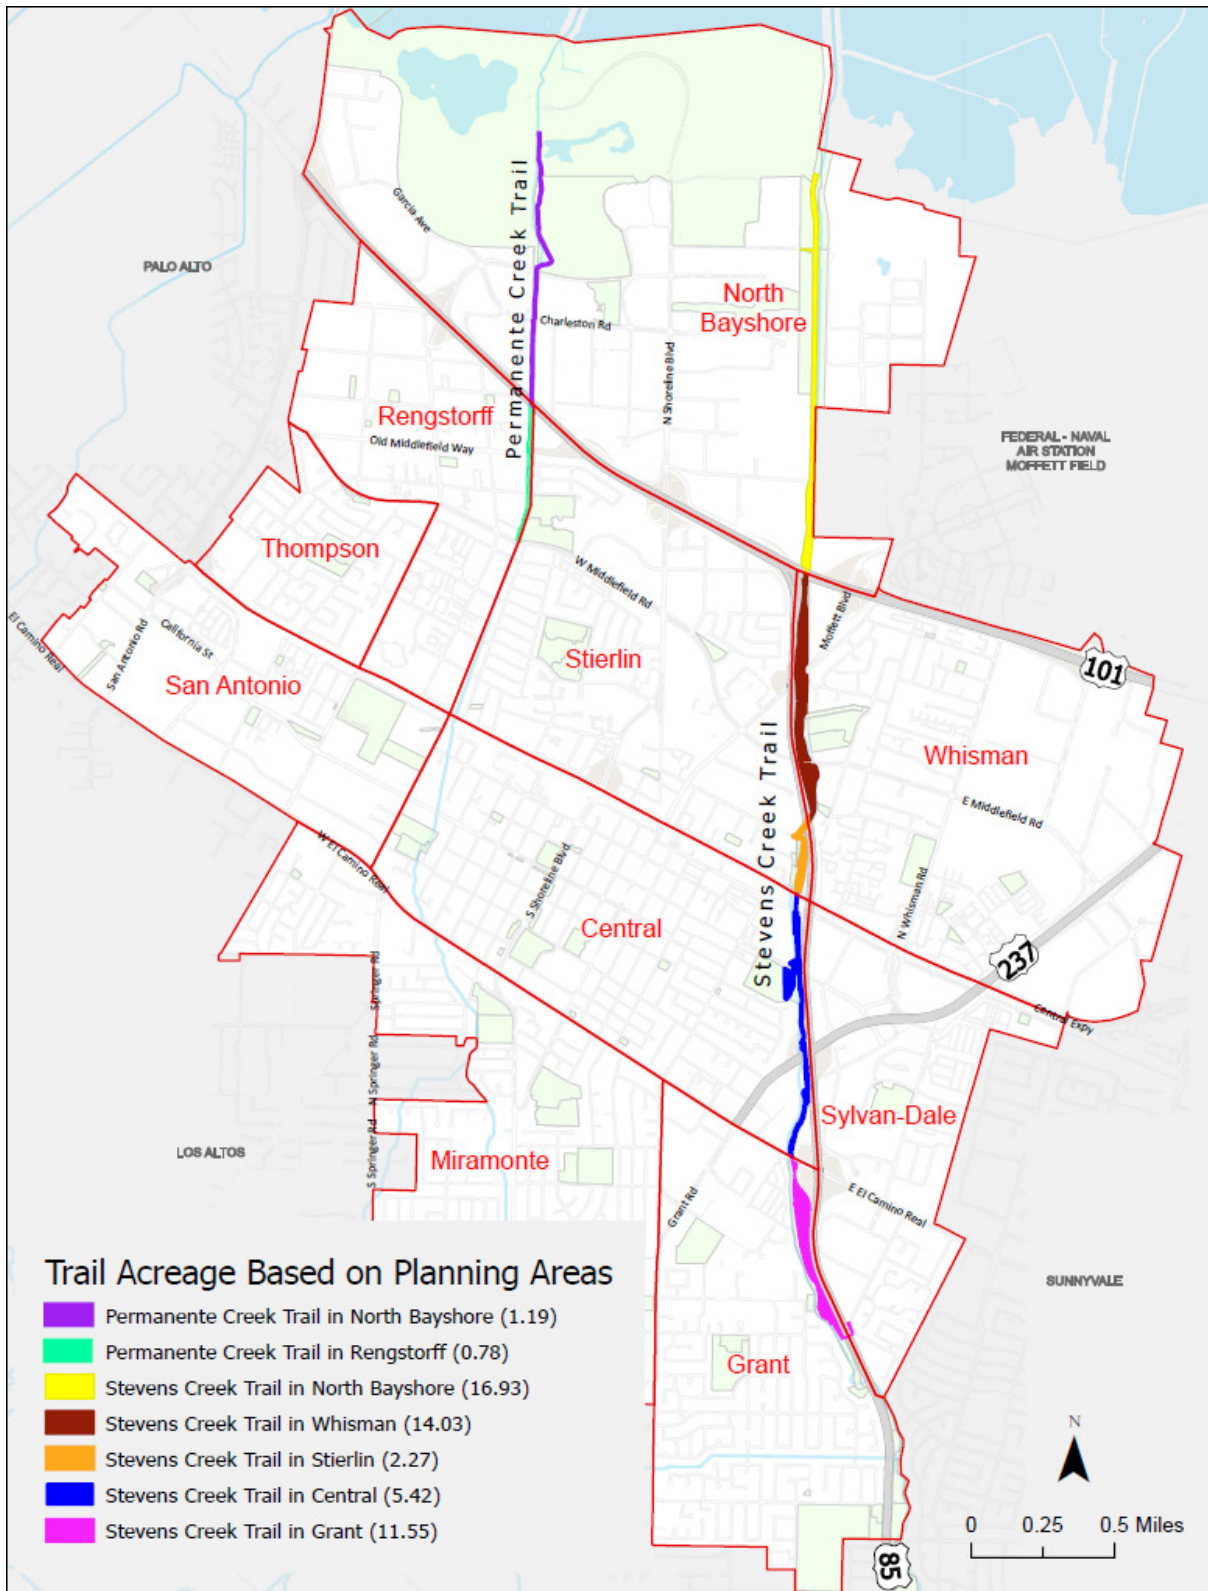 Permanente Creek Trail
Garcia Ave
PALO ALTO
North
Bayshore
Charleston Rd
N Shoreline Blvd
Rengstorff
Old Middlefield Way
FEDERAL - NAVAL
AIR STATION
MOFFETT FIELD
Thompson
W Middlefield Rd
Moffett Blvd
El Camino Real
San Antonio Rd
California St
San Antonio
Stierlin
101
Stevens Creek Trail
Whisman
E Middlefield Rd
W El Camino Real
S Shoreline Blvd
N Whisman Rd
Central
237
Springer Rd
Central Expy
N Springer Rd
Sylvan-Dale
LOS ALTOS
S Springer Rd
Miramonte
Grant Rd
E El Camino Real
SUNNYVALE
Grant
Trail Acreage Based on Planning Areas
Permanente Creek Trail in North Bayshore (1.19)
Permanente Creek Trail in Rengstorff (0.78)
Stevens Creek Trail in North Bayshore (16.93)
Stevens Creek Trail in Whisman (14.03)
Stevens Creek Trail in Stierlin (2.27)
Stevens Creek Trail in Central (5.42)
Stevens Creek Trail in Grant (11.55)
N
0 0.25 0.5 Miles
85